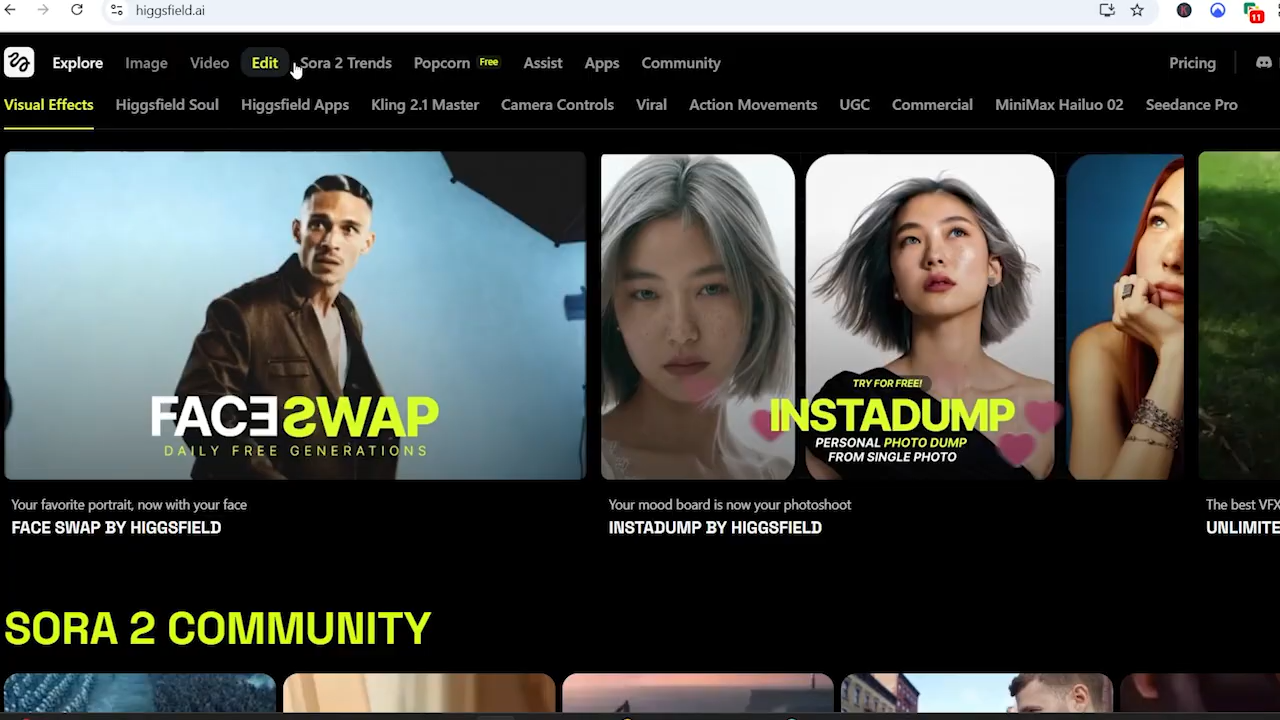 higgsfield.ai
11
Explore Image Video Edit Sora 2 Trends Popcorn Free Assist Apps Community Pricing
Visual Effects Higgsfield Soul Higgsfield Apps Kling 2.1 Master Camera Controls Viral Action Movements UGC Commercial MiniMax Hailuo 02 Seedance Pro
FACE SWAP
DAILY FREE GENERATIONS
TRY FOR FREE!
INSTADUMP
PERSONAL PHOTO DUMP
FROM SINGLE PHOTO
Your favorite portrait, now with your face
FACE SWAP BY HIGGSFIELD
Your mood board is now your photoshoot
INSTADUMP BY HIGGSFIELD
The best VFX
UNLIMITE
SORA 2 COMMUNITY